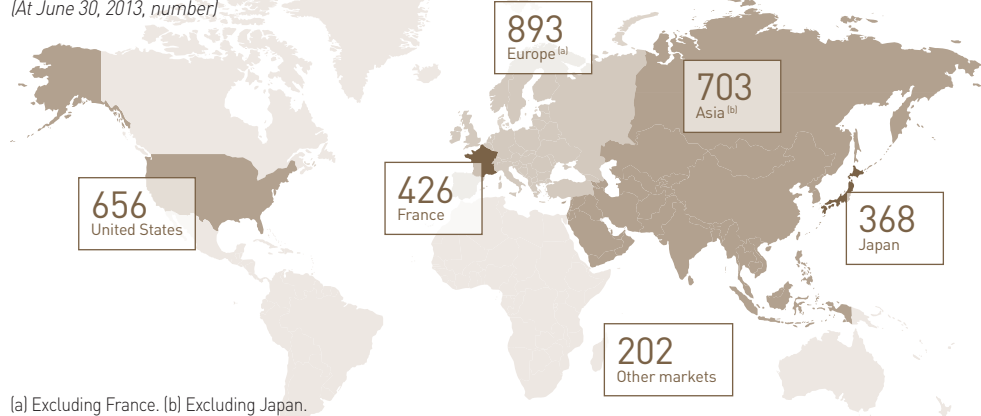 (At June 30, 2013, number)
893
Europe (a)
703
Asia (b)
656
United States
426
France
368
Japan
202
Other markets
(a) Excluding France. (b) Excluding Japan.